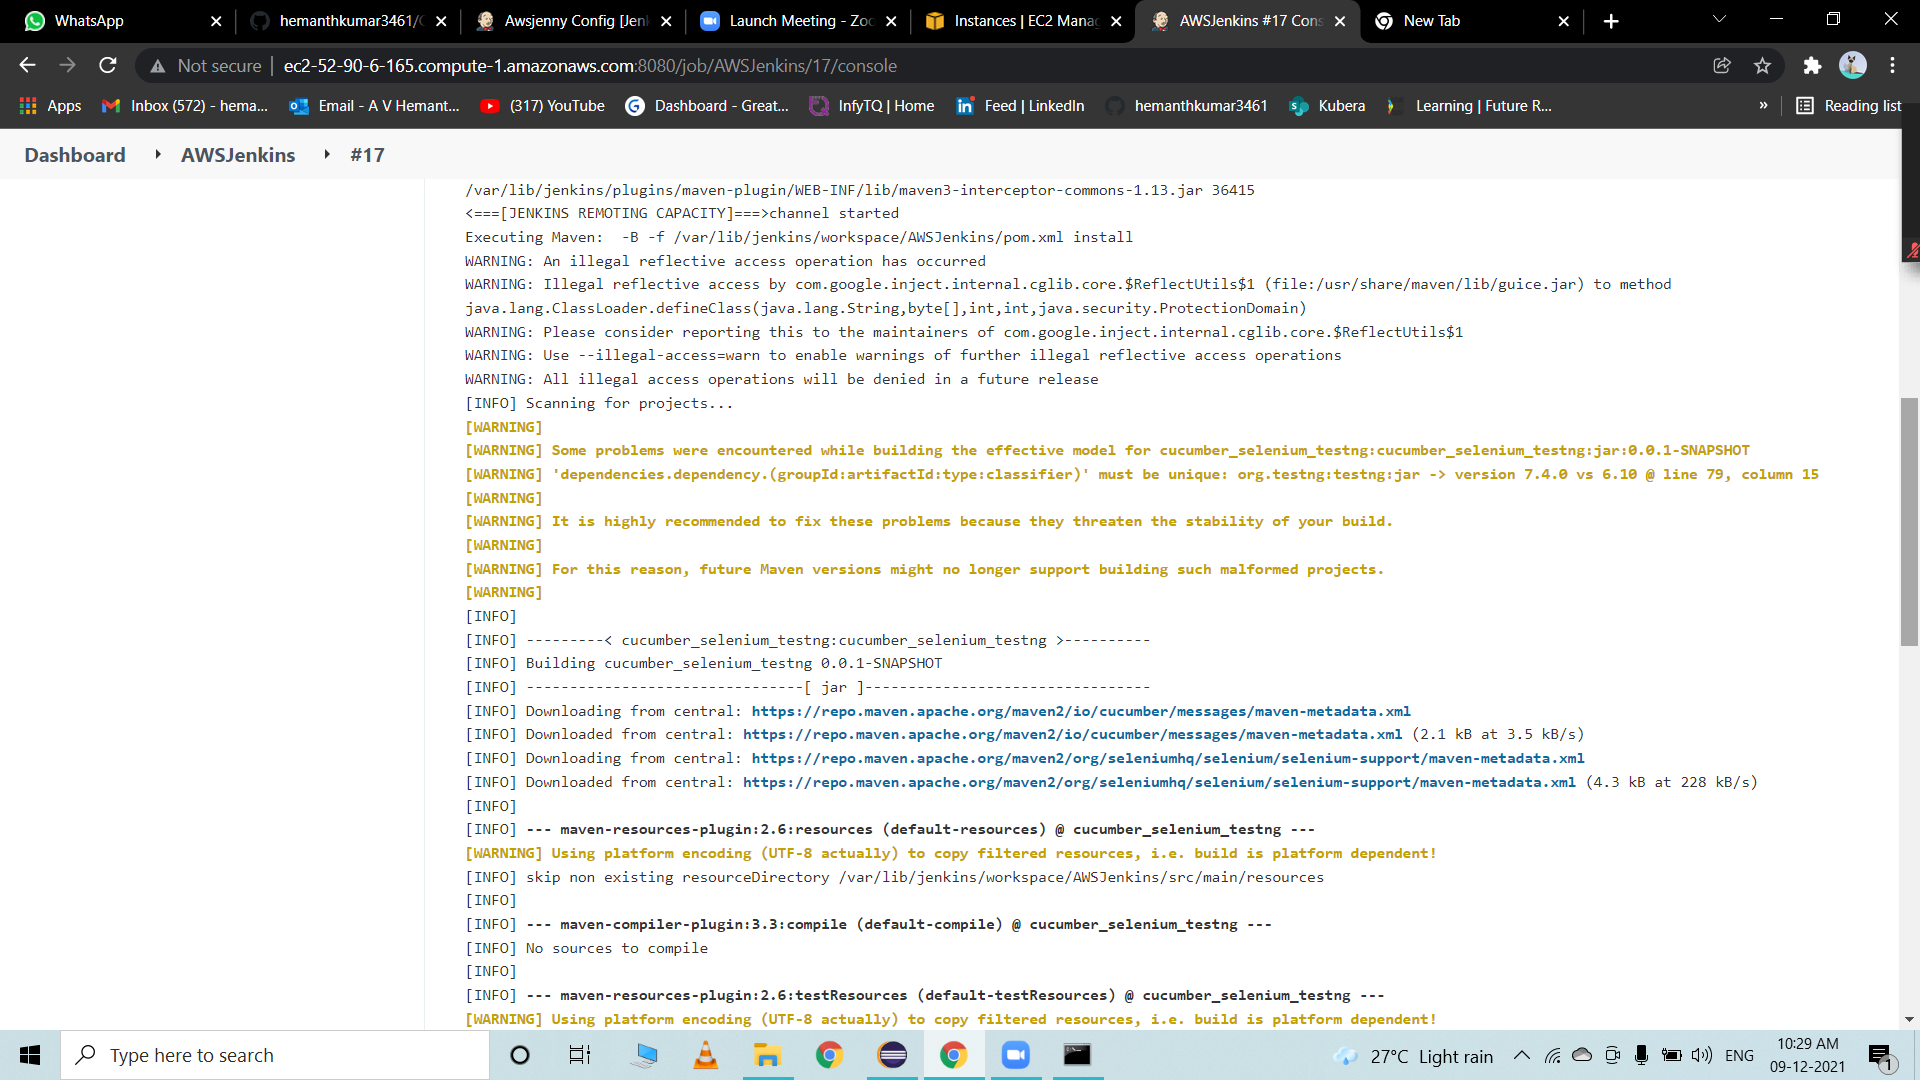 WhatsApp
hemanthkumar3461/
Awsjenny Config [Jen
Launch Meeting - Zo
Instances | EC2 Mana
AWSJenkins #17 Cons
New Tab
Not secure | ec2-52-90-6-165.compute-1.amazonaws.com:8080/job/AWSJenkins/17/console
Apps
Inbox (572) - hema...
Email - A V Hemant...
(317) YouTube
Dashboard - Great...
InfyTQ | Home
Feed | LinkedIn
hemanthkumar3461
Kubera
Learning | Future R...
»
Reading list
Dashboard
AWSJenkins
#17
/var/lib/jenkins/plugins/maven-plugin/WEB-INF/lib/maven3-interceptor-commons-1.13.jar 36415
<===[JENKINS REMOTING CAPACITY]===>channel started
Executing Maven:  -B -f /var/lib/jenkins/workspace/AWSJenkins/pom.xml install
WARNING: An illegal reflective access operation has occurred
WARNING: Illegal reflective access by com.google.inject.internal.cglib.core.$ReflectUtils$1 (file:/usr/share/maven/lib/guice.jar) to method
java.lang.ClassLoader.defineClass(java.lang.String,byte[],int,int,java.security.ProtectionDomain)
WARNING: Please consider reporting this to the maintainers of com.google.inject.internal.cglib.core.$ReflectUtils$1
WARNING: Use --illegal-access=warn to enable warnings of further illegal reflective access operations
WARNING: All illegal access operations will be denied in a future release
[INFO] Scanning for projects...
[WARNING]
[WARNING] Some problems were encountered while building the effective model for cucumber_selenium_testng:cucumber_selenium_testng:jar:0.0.1-SNAPSHOT
[WARNING] 'dependencies.dependency.(groupId:artifactId:type:classifier)' must be unique: org.testng:testng:jar -> version 7.4.0 vs 6.10 @ line 79, column 15
[WARNING]
[WARNING] It is highly recommended to fix these problems because they threaten the stability of your build.
[WARNING]
[WARNING] For this reason, future Maven versions might no longer support building such malformed projects.
[WARNING]
[INFO]
[INFO] ---------< cucumber_selenium_testng:cucumber_selenium_testng >----------
[INFO] Building cucumber_selenium_testng 0.0.1-SNAPSHOT
[INFO] --------------------------------[ jar ]---------------------------------
[INFO] Downloading from central: https://repo.maven.apache.org/maven2/io/cucumber/messages/maven-metadata.xml
[INFO] Downloaded from central: https://repo.maven.apache.org/maven2/io/cucumber/messages/maven-metadata.xml (2.1 kB at 3.5 kB/s)
[INFO] Downloading from central: https://repo.maven.apache.org/maven2/org/seleniumhq/selenium/selenium-support/maven-metadata.xml
[INFO] Downloaded from central: https://repo.maven.apache.org/maven2/org/seleniumhq/selenium/selenium-support/maven-metadata.xml (4.3 kB at 228 kB/s)
[INFO]
[INFO] --- maven-resources-plugin:2.6:resources (default-resources) @ cucumber_selenium_testng ---
[WARNING] Using platform encoding (UTF-8 actually) to copy filtered resources, i.e. build is platform dependent!
[INFO] skip non existing resourceDirectory /var/lib/jenkins/workspace/AWSJenkins/src/main/resources
[INFO]
[INFO] --- maven-compiler-plugin:3.3:compile (default-compile) @ cucumber_selenium_testng ---
[INFO] No sources to compile
[INFO]
[INFO] --- maven-resources-plugin:2.6:testResources (default-testResources) @ cucumber_selenium_testng ---
[WARNING] Using platform encoding (UTF-8 actually) to copy filtered resources, i.e. build is platform dependent!
Type here to search
27°C Light rain
ENG
10:29 AM
09-12-2021
1